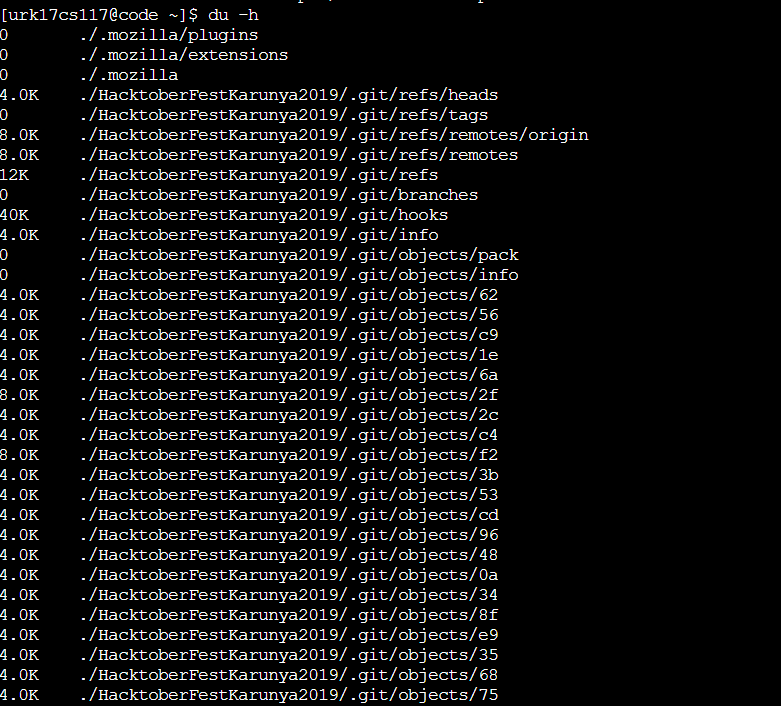 [urk17cs117@code ~]$ du -h
0 ./.mozilla/plugins
0 ./.mozilla/extensions
0 ./.mozilla
4.0K ./HacktoberFestKarunya2019/.git/refs/heads
0 ./HacktoberFestKarunya2019/.git/refs/tags
8.0K ./HacktoberFestKarunya2019/.git/refs/remotes/origin
8.0K ./HacktoberFestKarunya2019/.git/refs/remotes
12K ./HacktoberFestKarunya2019/.git/refs
0 ./HacktoberFestKarunya2019/.git/branches
40K ./HacktoberFestKarunya2019/.git/hooks
4.0K ./HacktoberFestKarunya2019/.git/info
0 ./HacktoberFestKarunya2019/.git/objects/pack
0 ./HacktoberFestKarunya2019/.git/objects/info
4.0K ./HacktoberFestKarunya2019/.git/objects/62
4.0K ./HacktoberFestKarunya2019/.git/objects/56
4.0K ./HacktoberFestKarunya2019/.git/objects/c9
4.0K ./HacktoberFestKarunya2019/.git/objects/1e
4.0K ./HacktoberFestKarunya2019/.git/objects/6a
8.0K ./HacktoberFestKarunya2019/.git/objects/2f
4.0K ./HacktoberFestKarunya2019/.git/objects/2c
4.0K ./HacktoberFestKarunya2019/.git/objects/c4
8.0K ./HacktoberFestKarunya2019/.git/objects/f2
4.0K ./HacktoberFestKarunya2019/.git/objects/3b
4.0K ./HacktoberFestKarunya2019/.git/objects/53
4.0K ./HacktoberFestKarunya2019/.git/objects/cd
4.0K ./HacktoberFestKarunya2019/.git/objects/96
4.0K ./HacktoberFestKarunya2019/.git/objects/48
4.0K ./HacktoberFestKarunya2019/.git/objects/0a
4.0K ./HacktoberFestKarunya2019/.git/objects/34
4.0K ./HacktoberFestKarunya2019/.git/objects/8f
4.0K ./HacktoberFestKarunya2019/.git/objects/e9
4.0K ./HacktoberFestKarunya2019/.git/objects/35
4.0K ./HacktoberFestKarunya2019/.git/objects/68
4.0K ./HacktoberFestKarunya2019/.git/objects/75